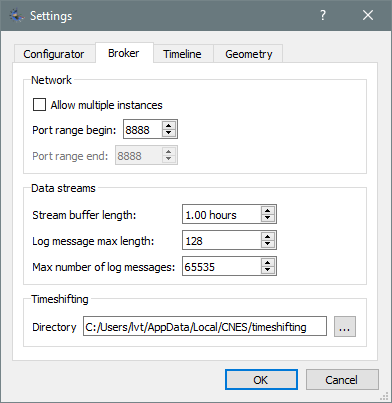 Settings
Configurator Broker Timeline Geometry
Network
Allow multiple instances
Port range begin: 8888
Port range end: 8888
Data streams
Stream buffer length: 1.00 hours
Log message max length: 128
Max number of log messages: 65535
Timeshifting
Directory C:/Users/lvt/AppData/Local/CNES/timeshifting ...
OK Cancel